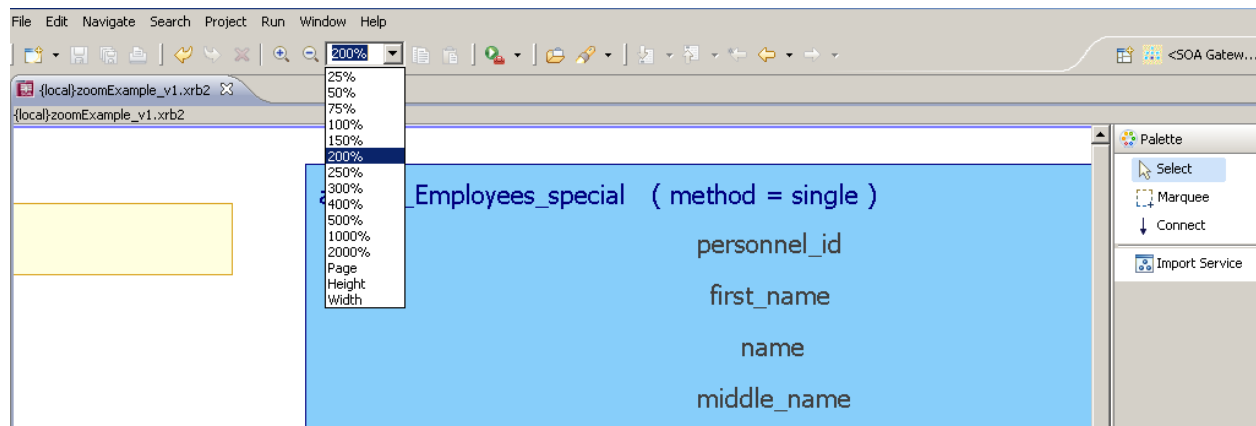 File Edit Navigate Search Project Run Window Help
200% <SOA Gatew...
{local}zoomExample_v1.xrb2
{local}zoomExample_v1.xrb2
25%
50%
75%
100%
150%
200%
250%
300%
400%
500%
1000%
2000%
Page
Height
Width
_Employees_special ( method = single )
personnel_id
first_name
name
middle_name
Palette
Select
Marquee
Connect
Import Service